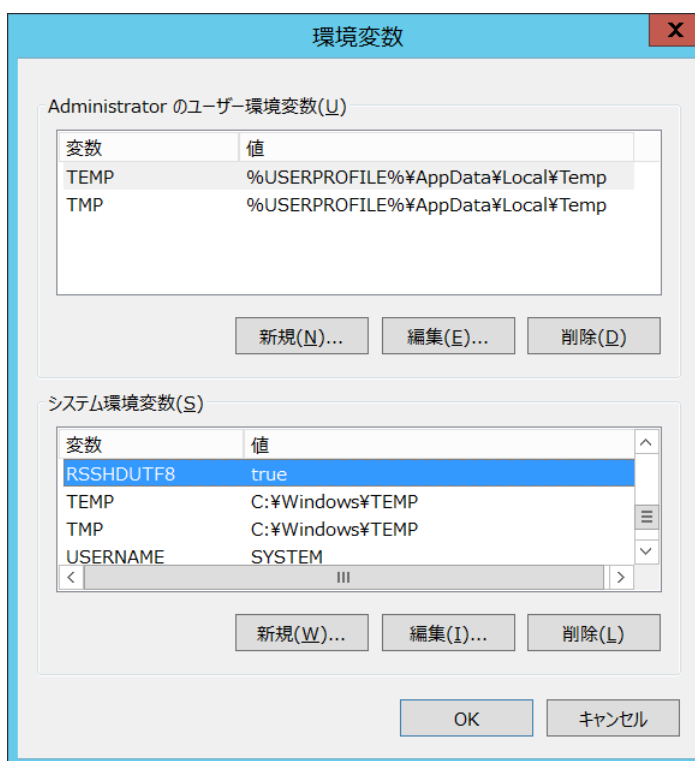 環境変数
X
Administrator のユーザー環境変数(U)
変数 値
TEMP %USERPROFILE%¥AppData¥Local¥Temp
TMP %USERPROFILE%¥AppData¥Local¥Temp
新規(N)... 編集(E)... 削除(D)
システム環境変数(S)
変数 値
RSSHDUTF8 true
TEMP C:¥Windows¥TEMP
TMP C:¥Windows¥TEMP
USERNAME SYSTEM
新規(W)... 編集(I)... 削除(L)
OK キャンセル